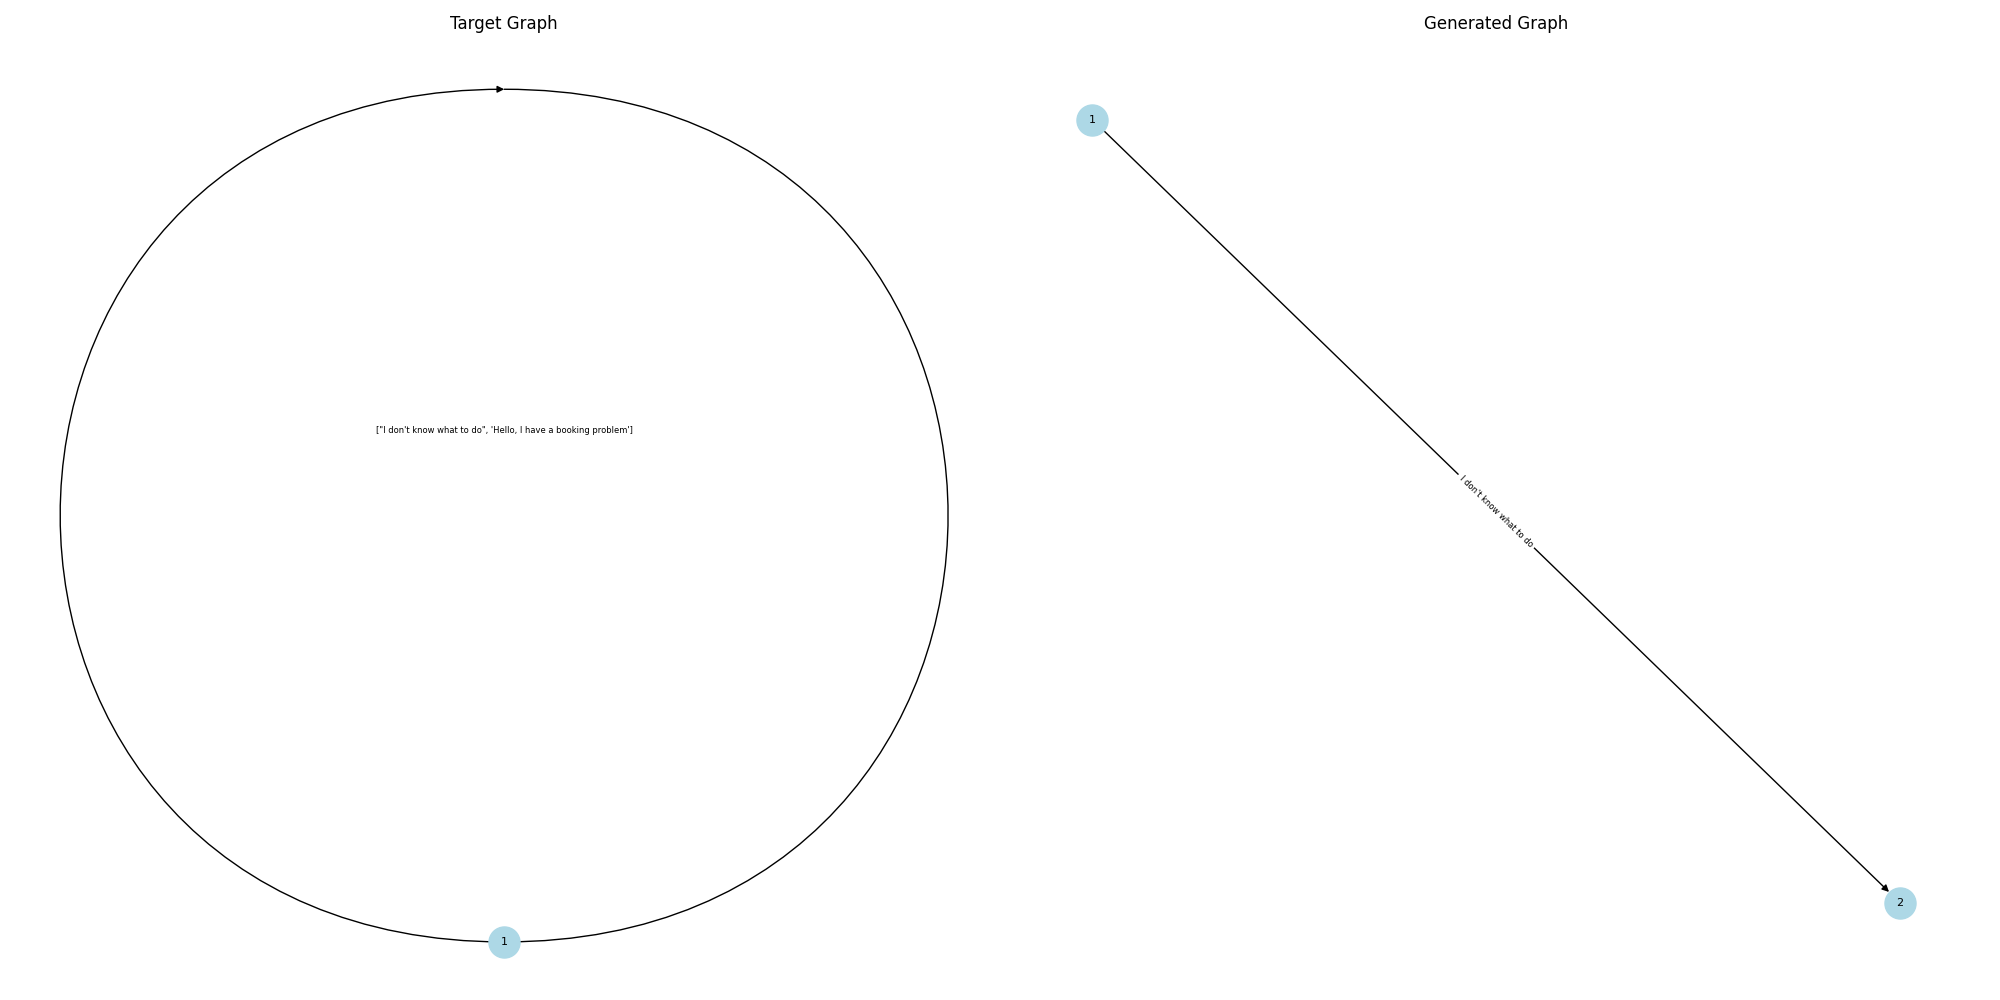 Target Graph
["I don't know what to do", 'Hello, I have a booking problem']
1
Generated Graph
1
I don't know what to do
2